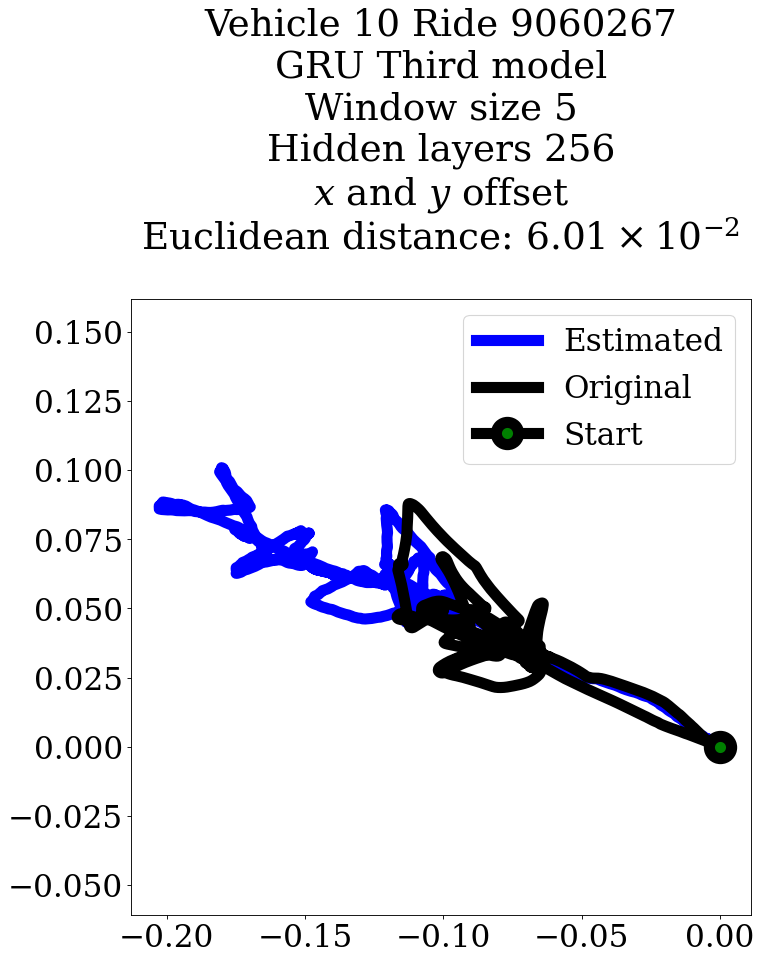 Vehicle 10 Ride 9060267
GRU Third model
Window size 5
Hidden layers 256
x and y offset
Euclidean distance: 6.01 × 10⁻²
Estimated
Original
Start
0.150
0.125
0.100
0.075
0.050
0.025
0.000
−0.025
−0.050
−0.20 −0.15 −0.10 −0.05 0.00